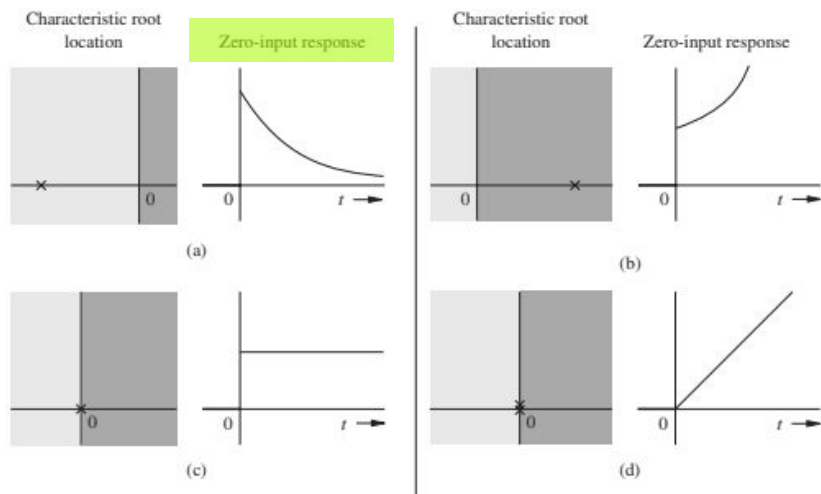 Characteristic root
location
Zero-input response
0
0
t
(a)
Characteristic root
location
Zero-input response
0
0
t
(b)
0
0
t
(c)
0
0
t
(d)